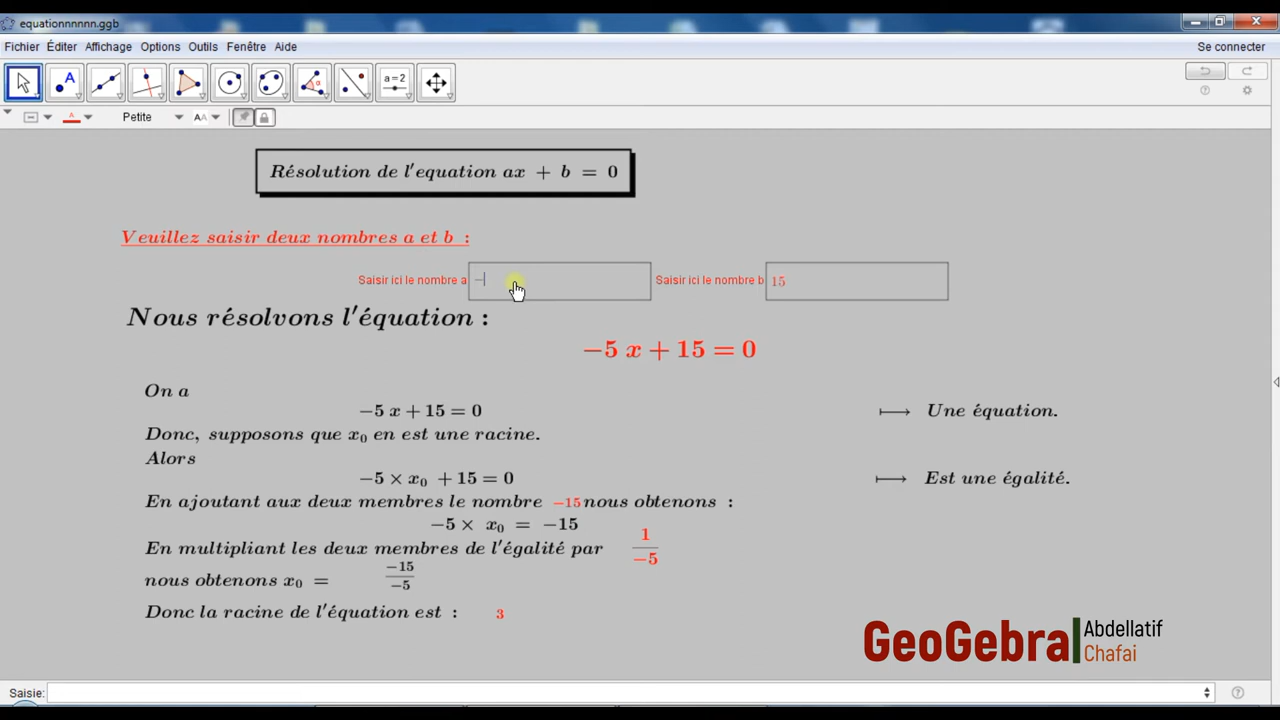 equationnnnnn.ggb
Fichier Éditer Affichage Options Outils Fenêtre Aide Se connecter
A α a=2
A Petite AA
Résolution de l'equation ax + b = 0
Veuillez saisir deux nombres a et b :
Saisir ici le nombre a − Saisir ici le nombre b 15
Nous résolvons l'équation :
−5 x + 15 = 0
On a
−5 x + 15 = 0 ⟼ Une équation.
Donc, supposons que x₀ en est une racine.
Alors
−5 × x₀ + 15 = 0 ⟼ Est une égalité.
En ajoutant aux deux membres le nombre −15 nous obtenons :
−5 × x₀ = −15
En multipliant les deux membres de l'égalité par 1/−5
nous obtenons x₀ = −15/−5
Donc la racine de l'équation est : 3
GeoGebra Abdellatif
Chafai
Saisie: